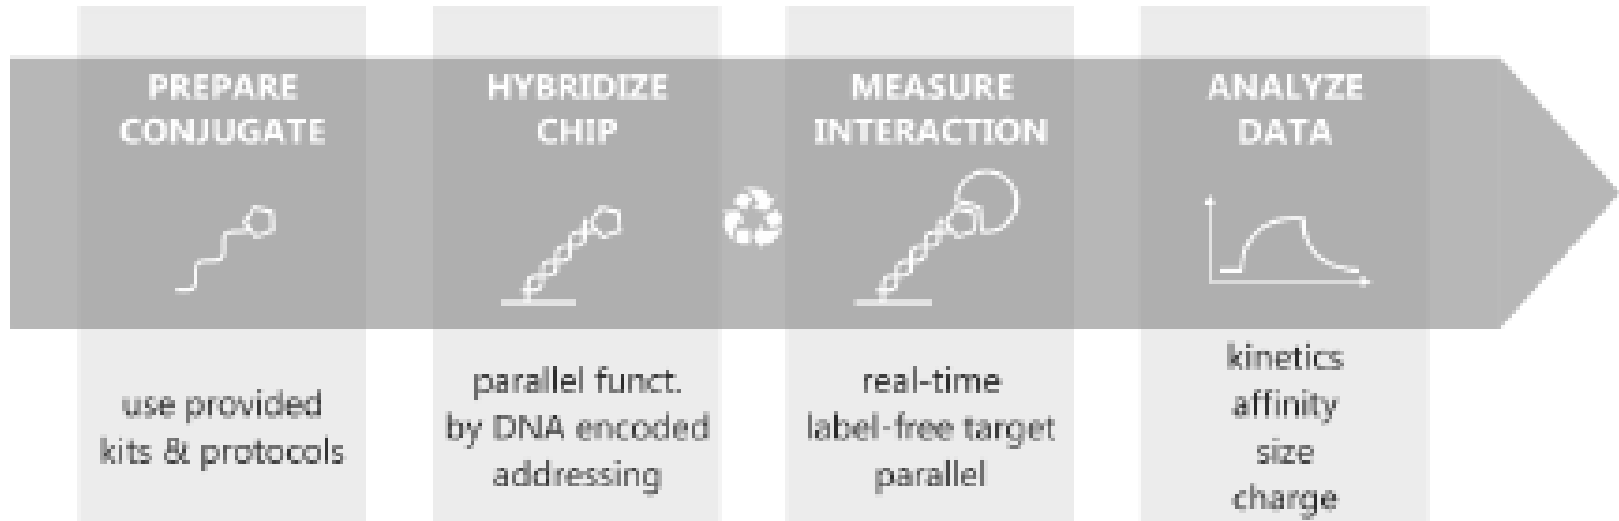 PREPARE
CONJUGATE
use provided
kits & protocols
HYBRIDIZE
CHIP
parallel funct.
by DNA encoded
addressing
MEASURE
INTERACTION
real-time
label-free target
parallel
ANALYZE
DATA
kinetics
affinity
size
charge